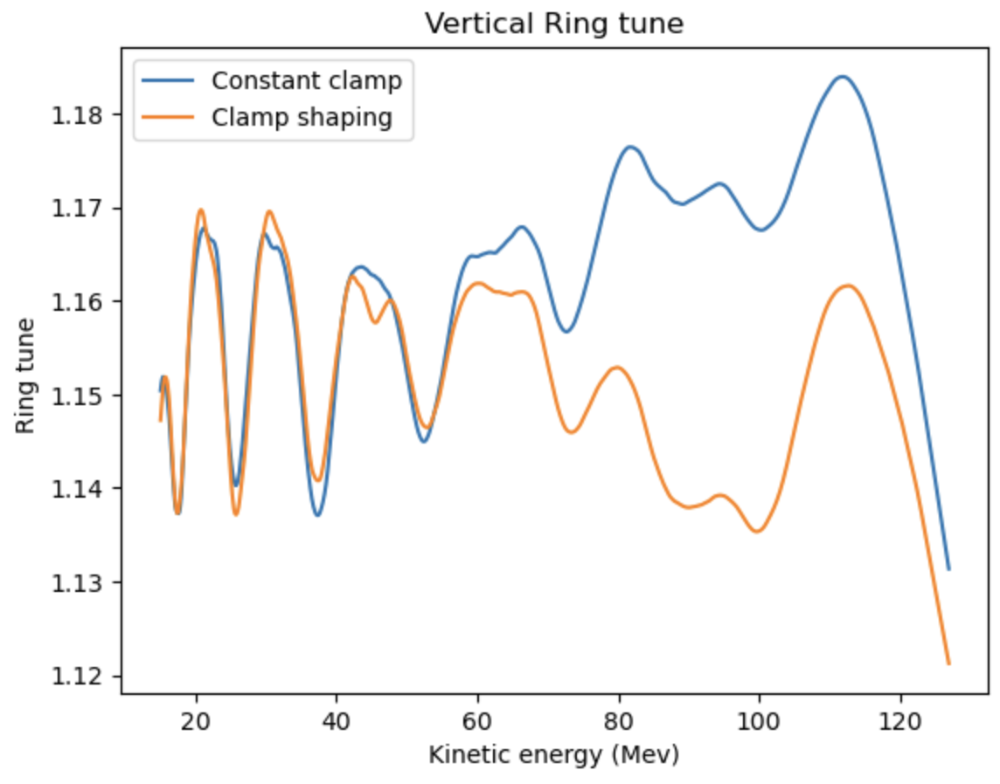 Vertical Ring tune
Constant clamp
Clamp shaping
1.18
1.17
1.16
1.15
1.14
1.13
1.12
Ring tune
20 40 60 80 100 120
Kinetic energy (Mev)